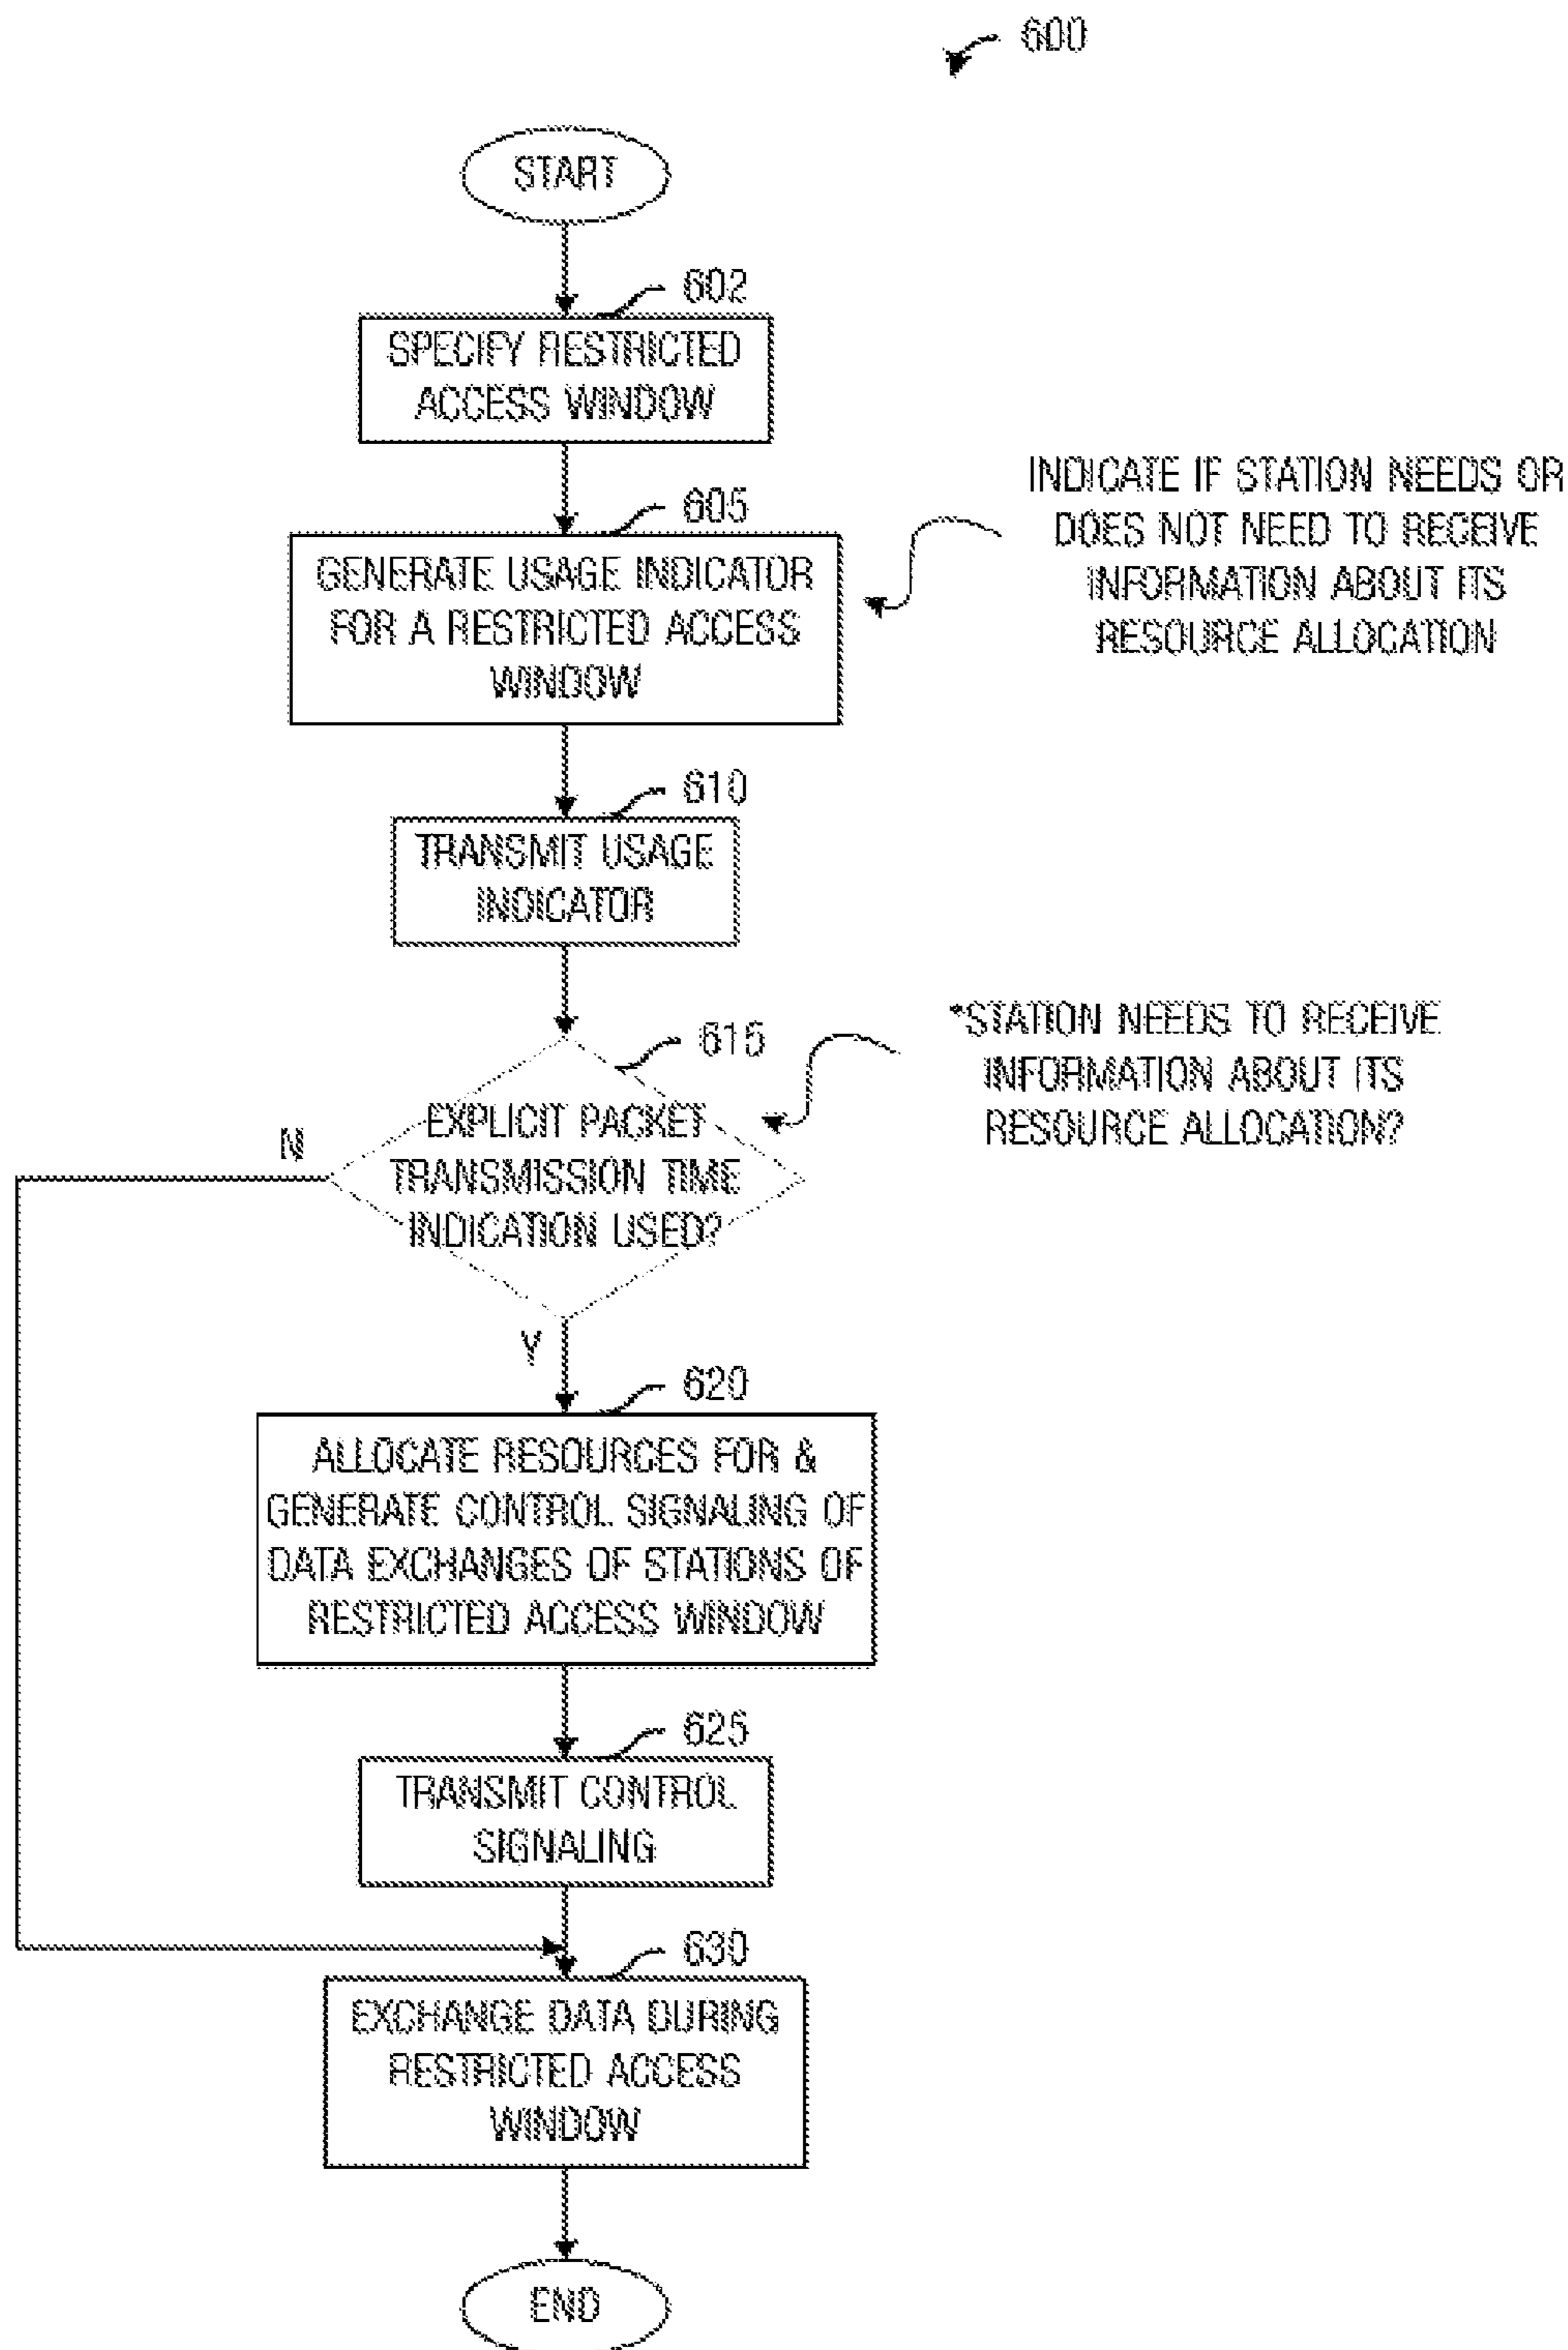 600
START
602
SPECIFY RESTRICTED
ACCESS WINDOW
605
GENERATE USAGE INDICATOR
FOR A RESTRICTED ACCESS
WINDOW
INDICATE IF STATION NEEDS OR
DOES NOT NEED TO RECEIVE
INFORMATION ABOUT ITS
RESOURCE ALLOCATION
610
TRANSMIT USAGE
INDICATOR
615
EXPLICIT PACKET
TRANSMISSION TIME
INDICATION USED?
*STATION NEEDS TO RECEIVE
INFORMATION ABOUT ITS
RESOURCE ALLOCATION?
N
Y
620
ALLOCATE RESOURCES FOR &
GENERATE CONTROL SIGNALING OF
DATA EXCHANGES OF STATIONS OF
RESTRICTED ACCESS WINDOW
625
TRANSMIT CONTROL
SIGNALING
630
EXCHANGE DATA DURING
RESTRICTED ACCESS
WINDOW
END